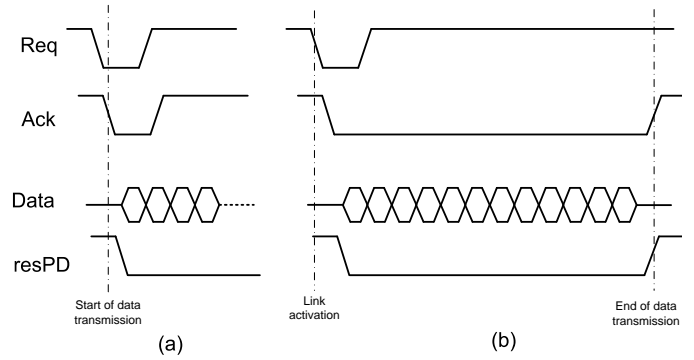 Req
Ack
Data
resPD
Start of data
transmission
(a)
Link
activation
End of data
transmission
(b)